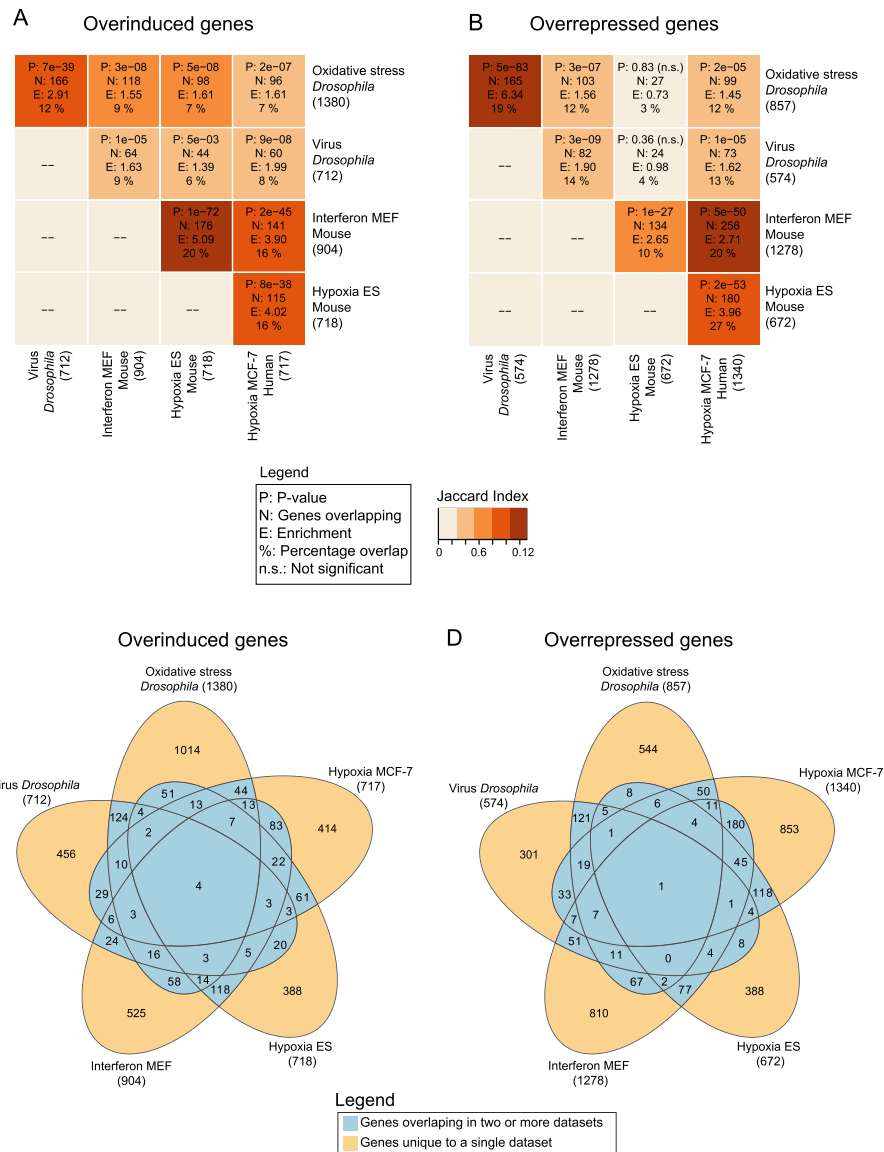 A
Overinduced genes
P: 7e−39
N: 166
E: 2.91
12 %
P: 3e−08
N: 118
E: 1.55
9 %
P: 5e−08
N: 98
E: 1.61
7 %
P: 2e−07
N: 96
E: 1.61
7 %
Oxidative stress
Drosophila
(1380)
−−
P: 1e−05
N: 64
E: 1.63
9 %
P: 5e−03
N: 44
E: 1.39
6 %
P: 9e−08
N: 60
E: 1.99
8 %
Virus
Drosophila
(712)
−−
−−
P: 1e−72
N: 176
E: 5.09
20 %
P: 2e−45
N: 141
E: 3.90
16 %
Interferon MEF
Mouse
(904)
−−
−−
−−
P: 8e−38
N: 115
E: 4.02
16 %
Hypoxia ES
Mouse
(718)
Virus
Drosophila
(712)
Interferon MEF
Mouse
(904)
Hypoxia ES
Mouse
(718)
Hypoxia MCF-7
Human
(717)
B
Overrepressed genes
P: 5e−83
N: 165
E: 6.34
19 %
P: 3e−07
N: 103
E: 1.56
12 %
P: 0.83 (n.s.)
N: 27
E: 0.73
3 %
P: 2e−05
N: 99
E: 1.45
12 %
Oxidative stress
Drosophila
(857)
−−
P: 3e−09
N: 82
E: 1.90
14 %
P: 0.36 (n.s.)
N: 24
E: 0.98
4 %
P: 1e−05
N: 73
E: 1.62
13 %
Virus
Drosophila
(574)
−−
−−
P: 1e−27
N: 134
E: 2.65
10 %
P: 5e−50
N: 256
E: 2.71
20 %
Interferon MEF
Mouse
(1278)
−−
−−
−−
P: 2e−53
N: 180
E: 3.96
27 %
Hypoxia ES
Mouse
(672)
Virus
Drosophila
(574)
Interferon MEF
Mouse
(1278)
Hypoxia ES
Mouse
(672)
Hypoxia MCF-7
Human
(1340)
Legend
P: P-value
N: Genes overlapping
E: Enrichment
%: Percentage overlap
n.s.: Not significant
Jaccard Index
0 0.6 0.12
Overinduced genes
Oxidative stress
Drosophila (1380)
Hypoxia MCF-7
(717)
irus Drosophila
(712)
1014
51
44
124
4
13
13
2
7
83
414
456
10
22
29
4
61
6
3
3
3
24
16
3
5
20
58
14
118
525
388
Interferon MEF
(904)
Hypoxia ES
(718)
D
Overrepressed genes
Oxidative stress
Drosophila (857)
Hypoxia MCF-7
(1340)
Virus Drosophila
(574)
544
8
50
121
5
6
11
1
4
180
853
301
19
45
33
1
118
7
7
1
4
51
11
0
4
8
67
2
77
810
388
Interferon MEF
(1278)
Hypoxia ES
(672)
Legend
Genes overlaping in two or more datasets
Genes unique to a single dataset